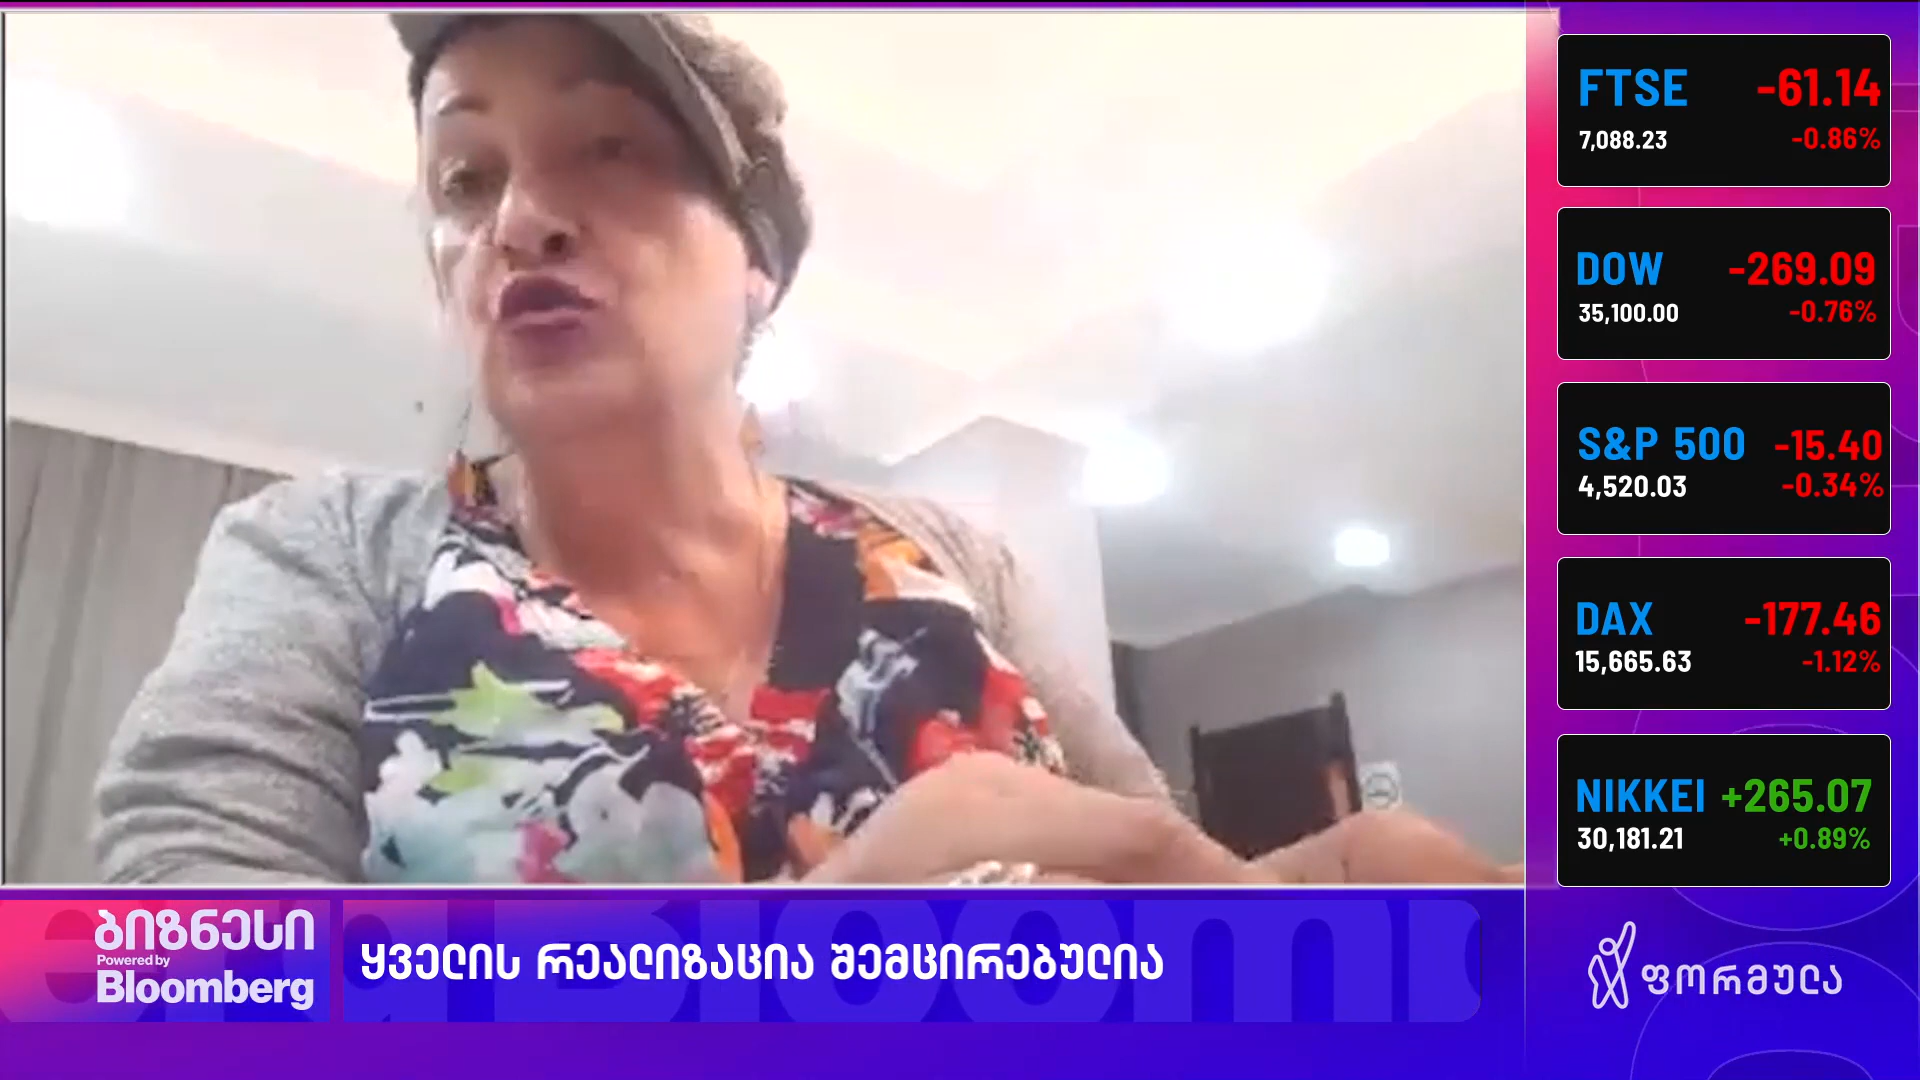 FTSE -61.14
7,088.23 -0.86%
DOW -269.09
35,100.00 -0.76%
S&P 500 -15.40
4,520.03 -0.34%
DAX -177.46
15,665.63 -1.12%
NIKKEI +265.07
30,181.21 +0.89%
ბიზნესი
Powered by
Bloomberg
ყველის რეალიზაცია შემცირებულია
ფორმულა